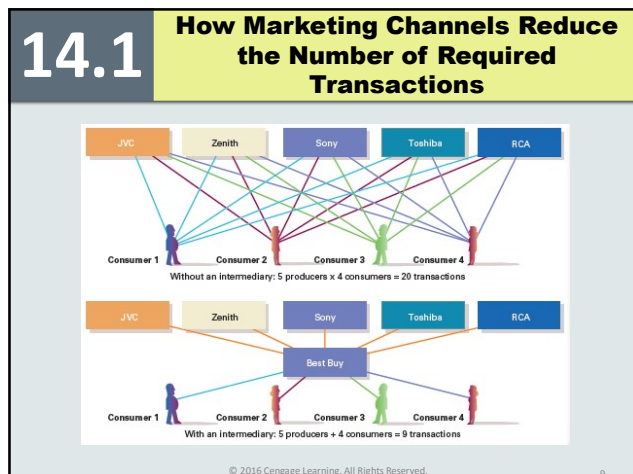 14.1
How Marketing Channels Reduce
the Number of Required
Transactions
JVC Zenith Sony Toshiba RCA
Consumer 1 Consumer 2 Consumer 3 Consumer 4
Without an intermediary: 5 producers x 4 consumers = 20 transactions
JVC Zenith Sony Toshiba RCA
Best Buy
Consumer 1 Consumer 2 Consumer 3 Consumer 4
With an intermediary: 5 producers + 4 consumers = 9 transactions
© 2016 Cengage Learning. All Rights Reserved. 9